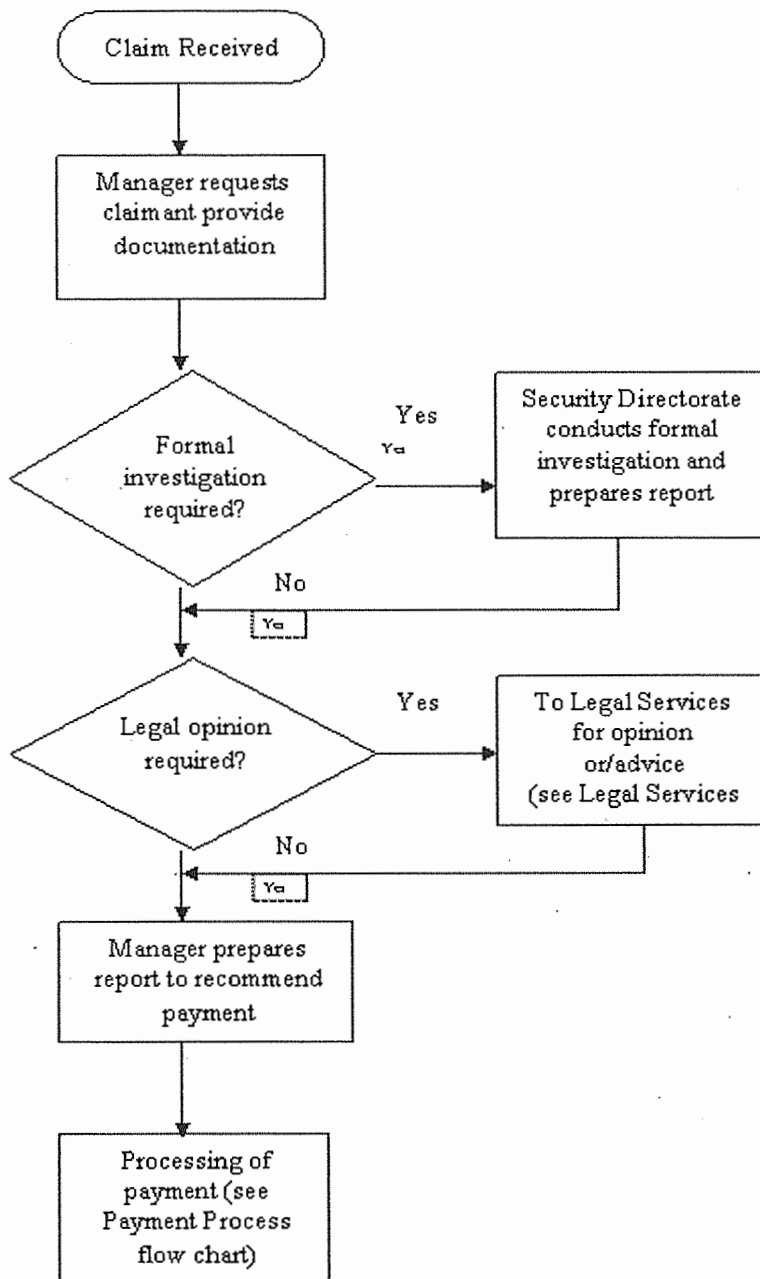 Claim Received
Manager requests
claimant provide
documentation
Formal
investigation
required?
Yes
Security Directorate
conducts formal
investigation and
prepares report
No
Legal opinion
required?
Yes
To Legal Services
for opinion
or/advice
(see Legal Services
No
Manager prepares
report to recommend
payment
Processing of
payment (see
Payment Process
flow chart)